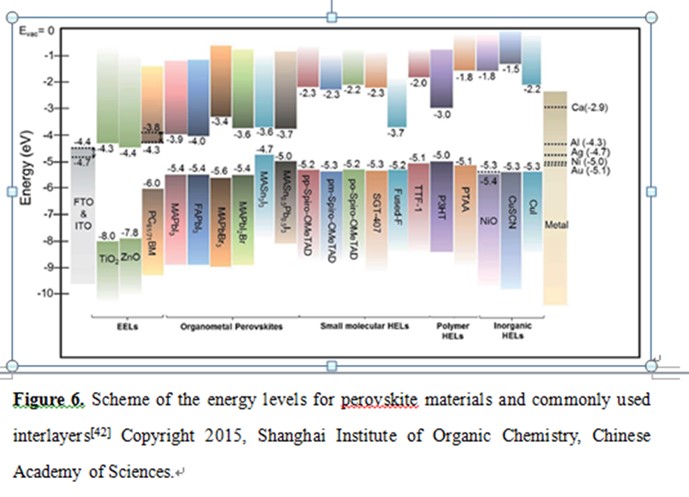 Evac= 0
-1
-2
-3
-4
-5
-6
-7
-8
-9
-10
Energy (eV)
-4.4
-4.7
FTO
&
ITO
-4.3
-8.0
TiO2
-4.4
-7.8
ZnO
-3.8
-4.3
-6.0
PC61/71BM
-3.9
-5.4
MAPbI3
-4.0
-5.4
FAPbI3
-3.4
-5.6
MAPbBr3
-3.6
-5.4
MAPbI2Br
-3.6
-4.7
MASnI3
-3.7
-5.0
-2.3
-5.2
pp-Spiro-OMeTAD
-2.3
-5.3
pm-Spiro-OMeTAD
-2.2
-5.2
po-Spiro-OMeTAD
-2.3
-5.3
SGT-407
-3.7
-5.2
Fused-F
-2.0
-5.1
TTF-1
-3.0
-5.0
P3HT
-1.8
-5.1
PTAA
-1.8
-5.3
-5.4
NiO
-1.5
-5.3
CuSCN
-2.2
-5.3
CuI
Ca(-2.9)
Al (-4.3)
Ag (-4.7)
Ni (-5.0)
Au (-5.1)
Metal
EELs
Organometal Perovskites
Small molecular HELs
Polymer
HELs
Inorganic
HELs
Figure 6. Scheme of the energy levels for perovskite materials and commonly used
interlayers[42] Copyright 2015, Shanghai Institute of Organic Chemistry, Chinese
Academy of Sciences.